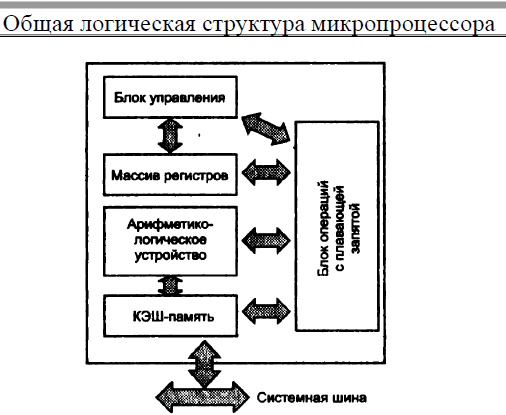 Общая логическая структура микропроцессора
Блок управления
Массив регистров
Арифметико-
логическое
устройство
КЭШ-память
Блок операций
с плавающей
запятой
Системная шина